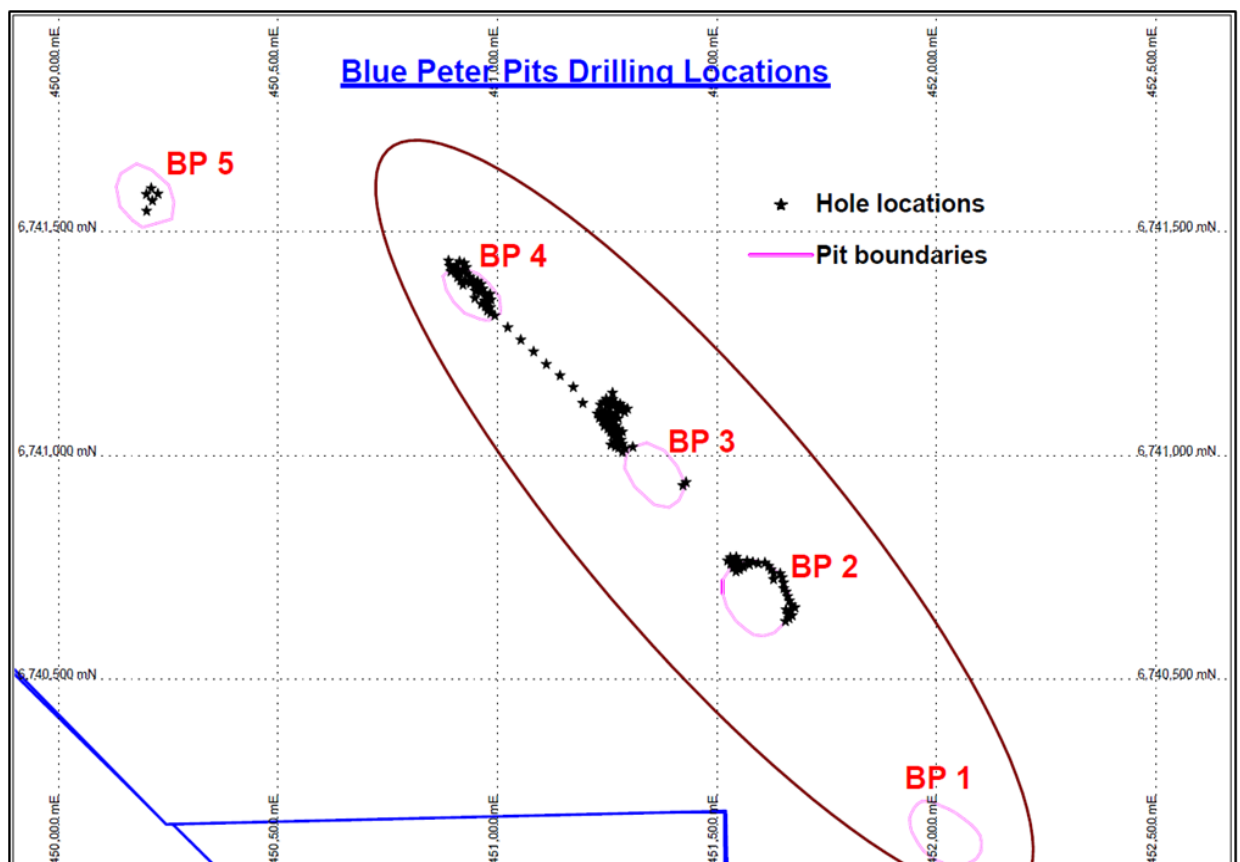 450,000 mE
450,500 mE
451,000 mE
451,500 mE
452,000 mE
452,500 mE
Blue Peter Pits Drilling Locations
BP 5
Hole locations
6,741,500 mN
6,741,500 mN
BP 4
Pit boundaries
BP 3
6,741,000 mN
6,741,000 mN
BP 2
6,740,500 mN
6,740,500 mN
BP 1
450,000 mE
450,500 mE
451,000 mE
451,500 mE
452,000 mE
452,500 mE